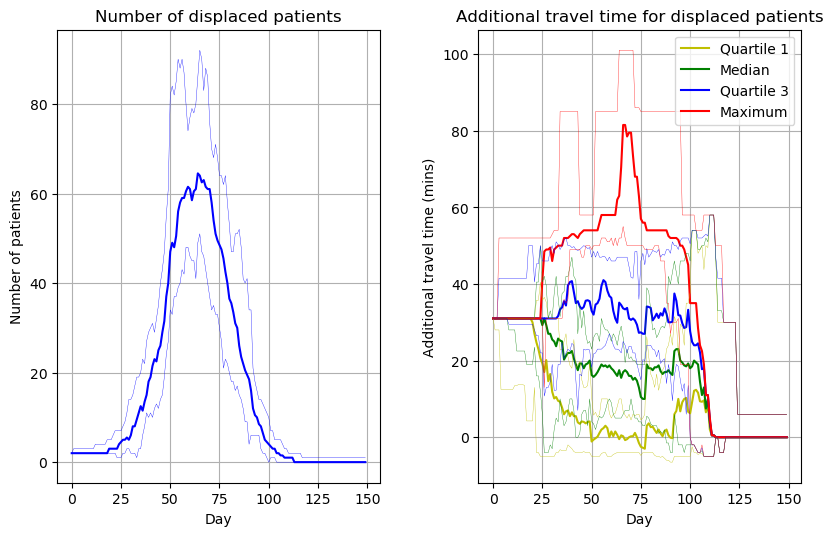 Number of displaced patients
Number of patients
80
60
40
20
0
0 25 50 75 100 125 150
Day
Additional travel time for displaced patients
Additional travel time (mins)
100
80
60
40
20
0
Quartile 1
Median
Quartile 3
Maximum
0 25 50 75 100 125 150
Day